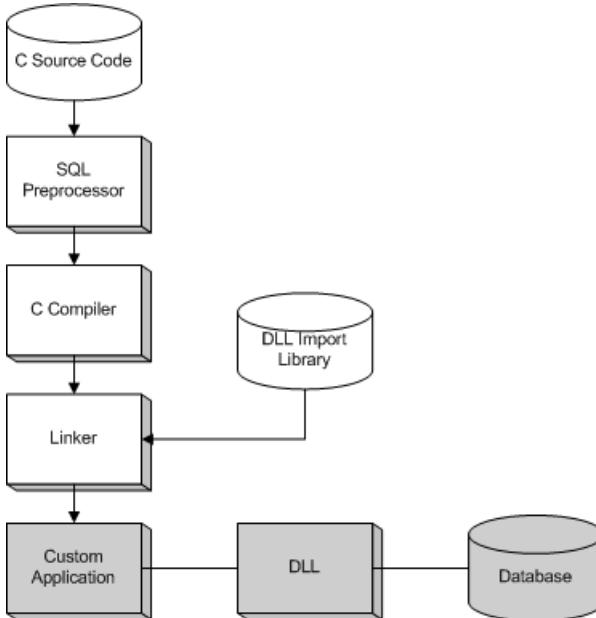 C Source Code
SQL
Preprocessor
C Compiler
DLL Import
Library
Linker
Custom
Application
DLL
Database